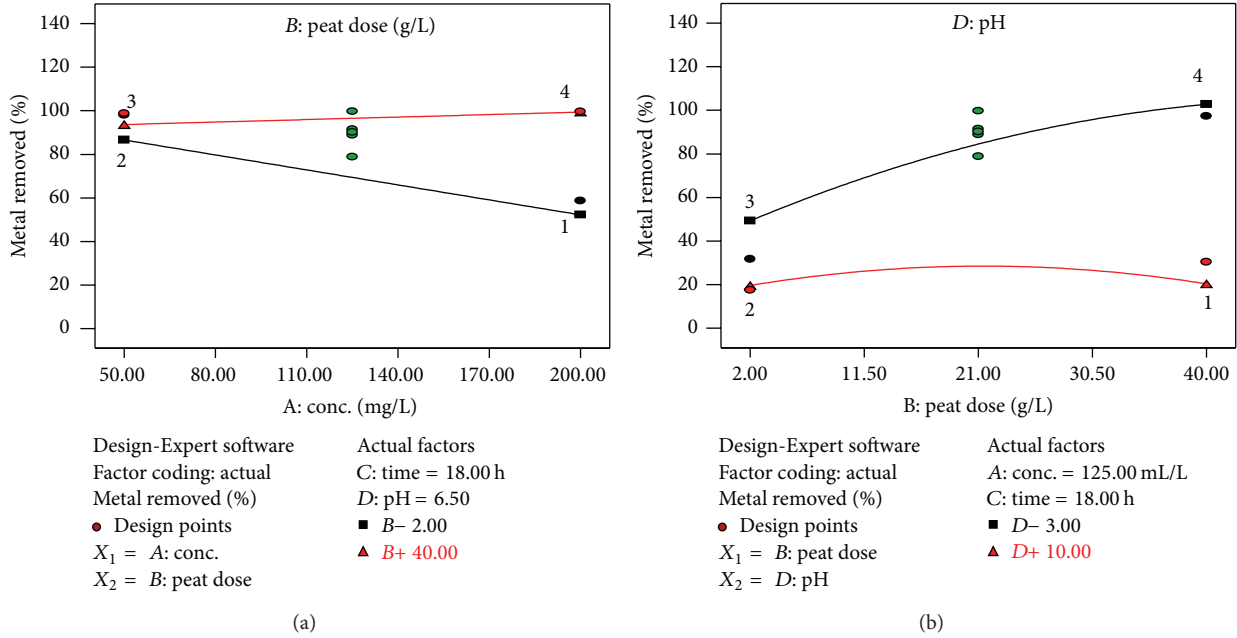 B: peat dose (g/L)
140
120
100
80
60
40
20
0
Metal removed (%)
3
2
4
1
50.00 80.00 110.00 140.00 170.00 200.00
A: conc. (mg/L)
Design-Expert software
Factor coding: actual
Metal removed (%)
Design points
X1 = A: conc.
X2 = B: peat dose
Actual factors
C: time = 18.00 h
D: pH = 6.50
B− 2.00
B+ 40.00
(a)
D: pH
140
120
100
80
60
40
20
0
Metal removed (%)
3
2
4
1
2.00 11.50 21.00 30.50 40.00
B: peat dose (g/L)
Design-Expert software
Factor coding: actual
Metal removed (%)
Design points
X1 = B: peat dose
X2 = D: pH
Actual factors
A: conc. = 125.00 mL/L
C: time = 18.00 h
D− 3.00
D+ 10.00
(b)